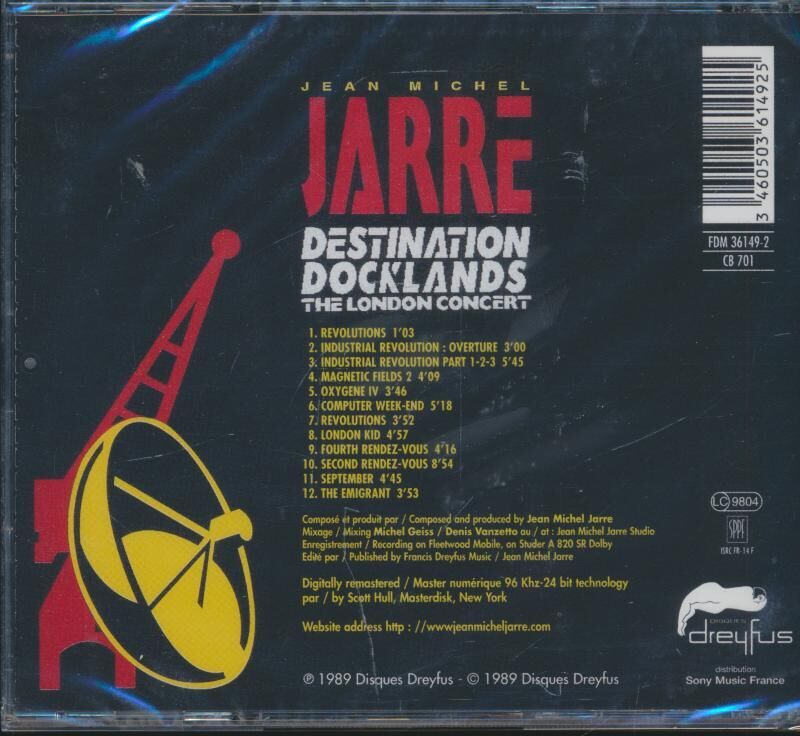 JEAN MICHEL
JARRE
DESTINATION
DOCKLANDS
THE LONDON CONCERT
1. REVOLUTIONS 1'03
2. INDUSTRIAL REVOLUTION : OVERTURE 3'00
3. INDUSTRIAL REVOLUTION PART 1-2-3 5'45
4. MAGNETIC FIELDS 2 4'09
5. OXYGENE IV 3'46
6. COMPUTER WEEK-END 5'18
7. REVOLUTIONS 3'52
8. LONDON KID 4'57
9. FOURTH RENDEZ-VOUS 4'16
10. SECOND RENDEZ-VOUS 8'54
11. SEPTEMBER 4'45
12. THE EMIGRANT 3'53
Composé et produit par / Composed and produced by Jean Michel Jarre
Mixage / Mixing Michel Geiss / Denis Vanzetto au / at : Jean Michel Jarre Studio
Enregistrement / Recording on Fleetwood Mobile, on Studer A 820 SR Dolby
Edité par / Published by Francis Dreyfus Music / Jean Michel Jarre
Digitally remastered / Master numérique 96 Khz-24 bit technology
par / by Scott Hull, Masterdisk, New York
Website address http : //wwwjeanmicheljarre.com
℗ 1989 Disques Dreyfus - © 1989 Disques Dreyfus
3 460503 614925
FDM 36149-2
CB 701
LC 9804
SPPF
ISRC FR-14 F
DISQUES
dreyfus
distribution
Sony Music France